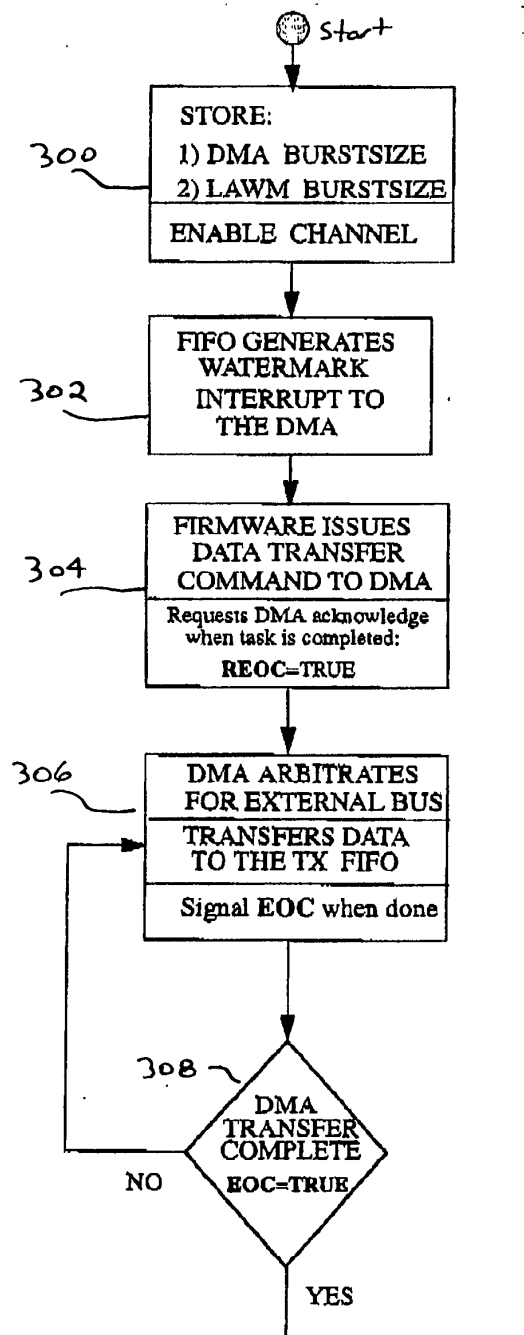 Start
STORE:
1) DMA BURSTSIZE
2) LAWM BURSTSIZE
300
ENABLE CHANNEL
FIFO GENERATES
WATERMARK
INTERRUPT TO
THE DMA
302
FIRMWARE ISSUES
DATA TRANSFER
COMMAND TO DMA
304
Requests DMA acknowledge
when task is completed:
REOC=TRUE
306
DMA ARBITRATES
FOR EXTERNAL BUS
TRANSFERS DATA
TO THE TX FIFO
Signal EOC when done
308
DMA
TRANSFER
COMPLETE
EOC=TRUE
NO
YES